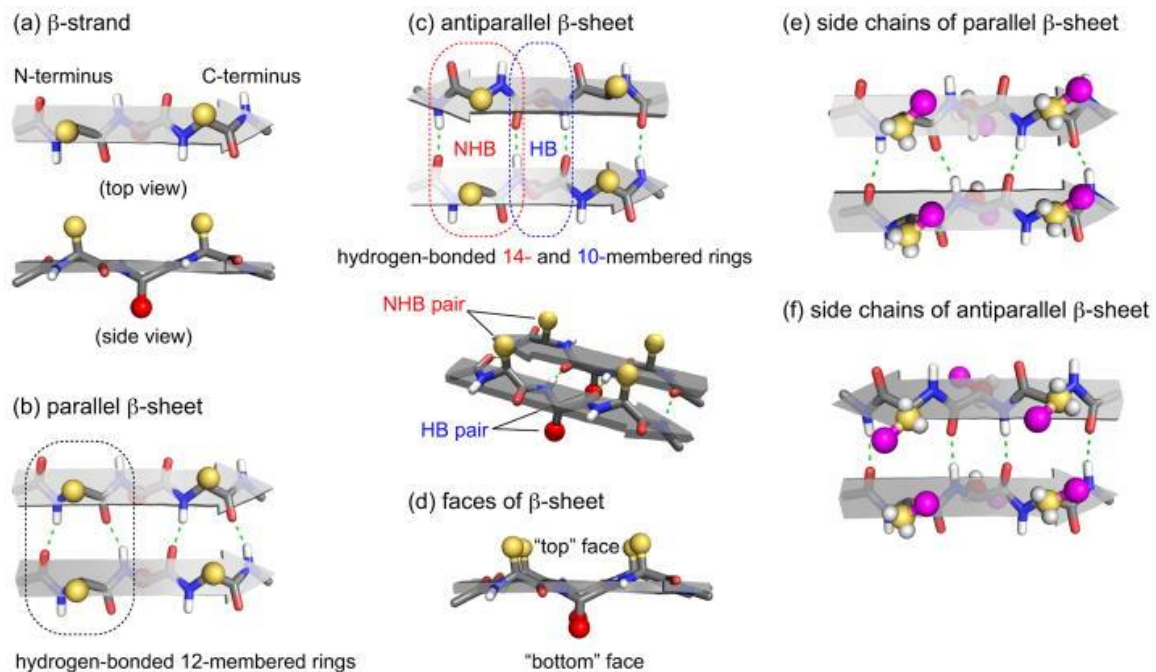 (a) β-strand
N-terminus
C-terminus
(top view)
(side view)
(b) parallel β-sheet
hydrogen-bonded 12-membered rings
(c) antiparallel β-sheet
NHB
HB
hydrogen-bonded 14- and 10-membered rings
NHB pair
HB pair
(d) faces of β-sheet
“top” face
“bottom” face
(e) side chains of parallel β-sheet
(f) side chains of antiparallel β-sheet